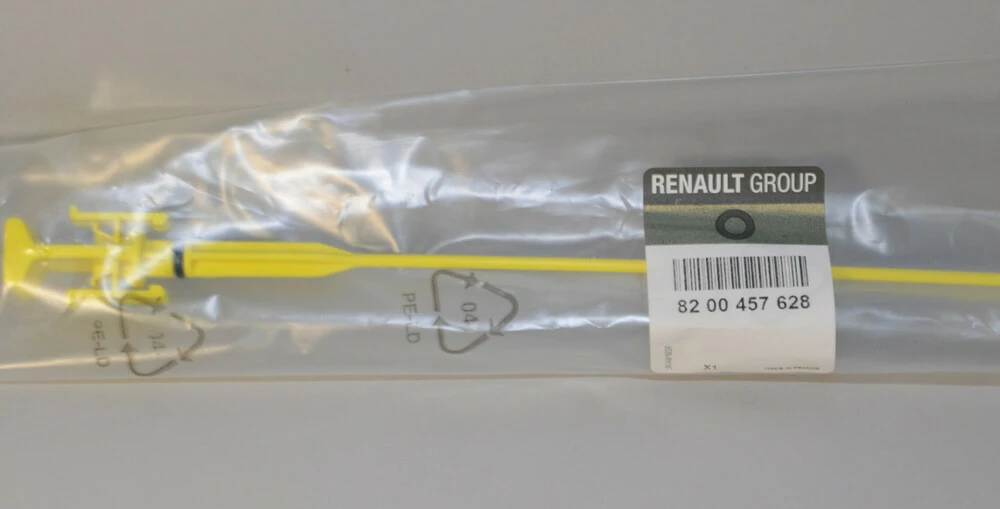 RENAULT GROUP
82 00 457 628
X1
04
PE-LD
04
PE-LD